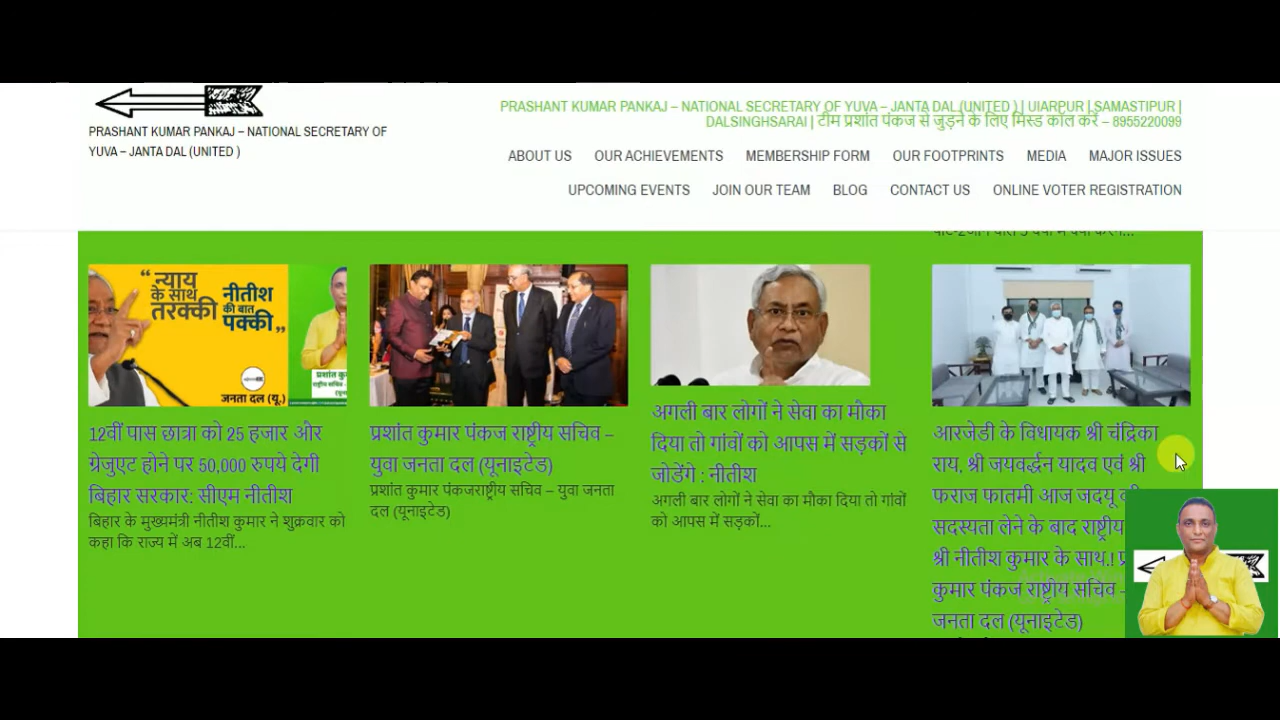 PRASHANT KUMAR PANKAJ – NATIONAL SECRETARY OF
YUVA – JANTA DAL (UNITED )
PRASHANT KUMAR PANKAJ – NATIONAL SECRETARY OF YUVA – JANTA DAL (UNITED ) | UJARPUR | SAMASTIPUR |
DALSINGHSARAI | टीम प्रशांत पंकज से जुड़ने के लिए मिस्ड कॉल करें – 8955220099
ABOUT US OUR ACHIEVEMENTS MEMBERSHIP FORM OUR FOOTPRINTS MEDIA MAJOR ISSUES
UPCOMING EVENTS JOIN OUR TEAM BLOG CONTACT US ONLINE VOTER REGISTRATION
“ न्याय
के साथ
तरक्की
नीतीश
की बात
पक्की „
जनता दल (यू.)
प्रशांत कु
राष्ट्रीय सचिव -
12वीं पास छात्रा को 25 हजार और
ग्रेजुएट होने पर 50,000 रुपये देगी
बिहार सरकार: सीएम नीतीश
बिहार के मुख्यमंत्री नीतीश कुमार ने शुक्रवार को
कहा कि राज्य में अब 12वीं...
प्रशांत कुमार पंकज राष्ट्रीय सचिव –
युवा जनता दल (यूनाइटेड)
प्रशांत कुमार पंकजराष्ट्रीय सचिव – युवा जनता
दल (यूनाइटेड)
अगली बार लोगों ने सेवा का मौका
दिया तो गांवों को आपस में सड़कों से
जोडेंगे : नीतीश
अगली बार लोगों ने सेवा का मौका दिया तो गांवों
को आपस में सड़कों...
आरजेडी के विधायक श्री चंद्रिका
राय, श्री जयवर्द्धन यादव एवं श्री
फराज फातमी आज जदयू की
सदस्यता लेने के बाद राष्ट्रीय
श्री नीतीश कुमार के साथ.!
कुमार पंकज राष्ट्रीय सचिव –
जनता दल (यूनाइटेड)